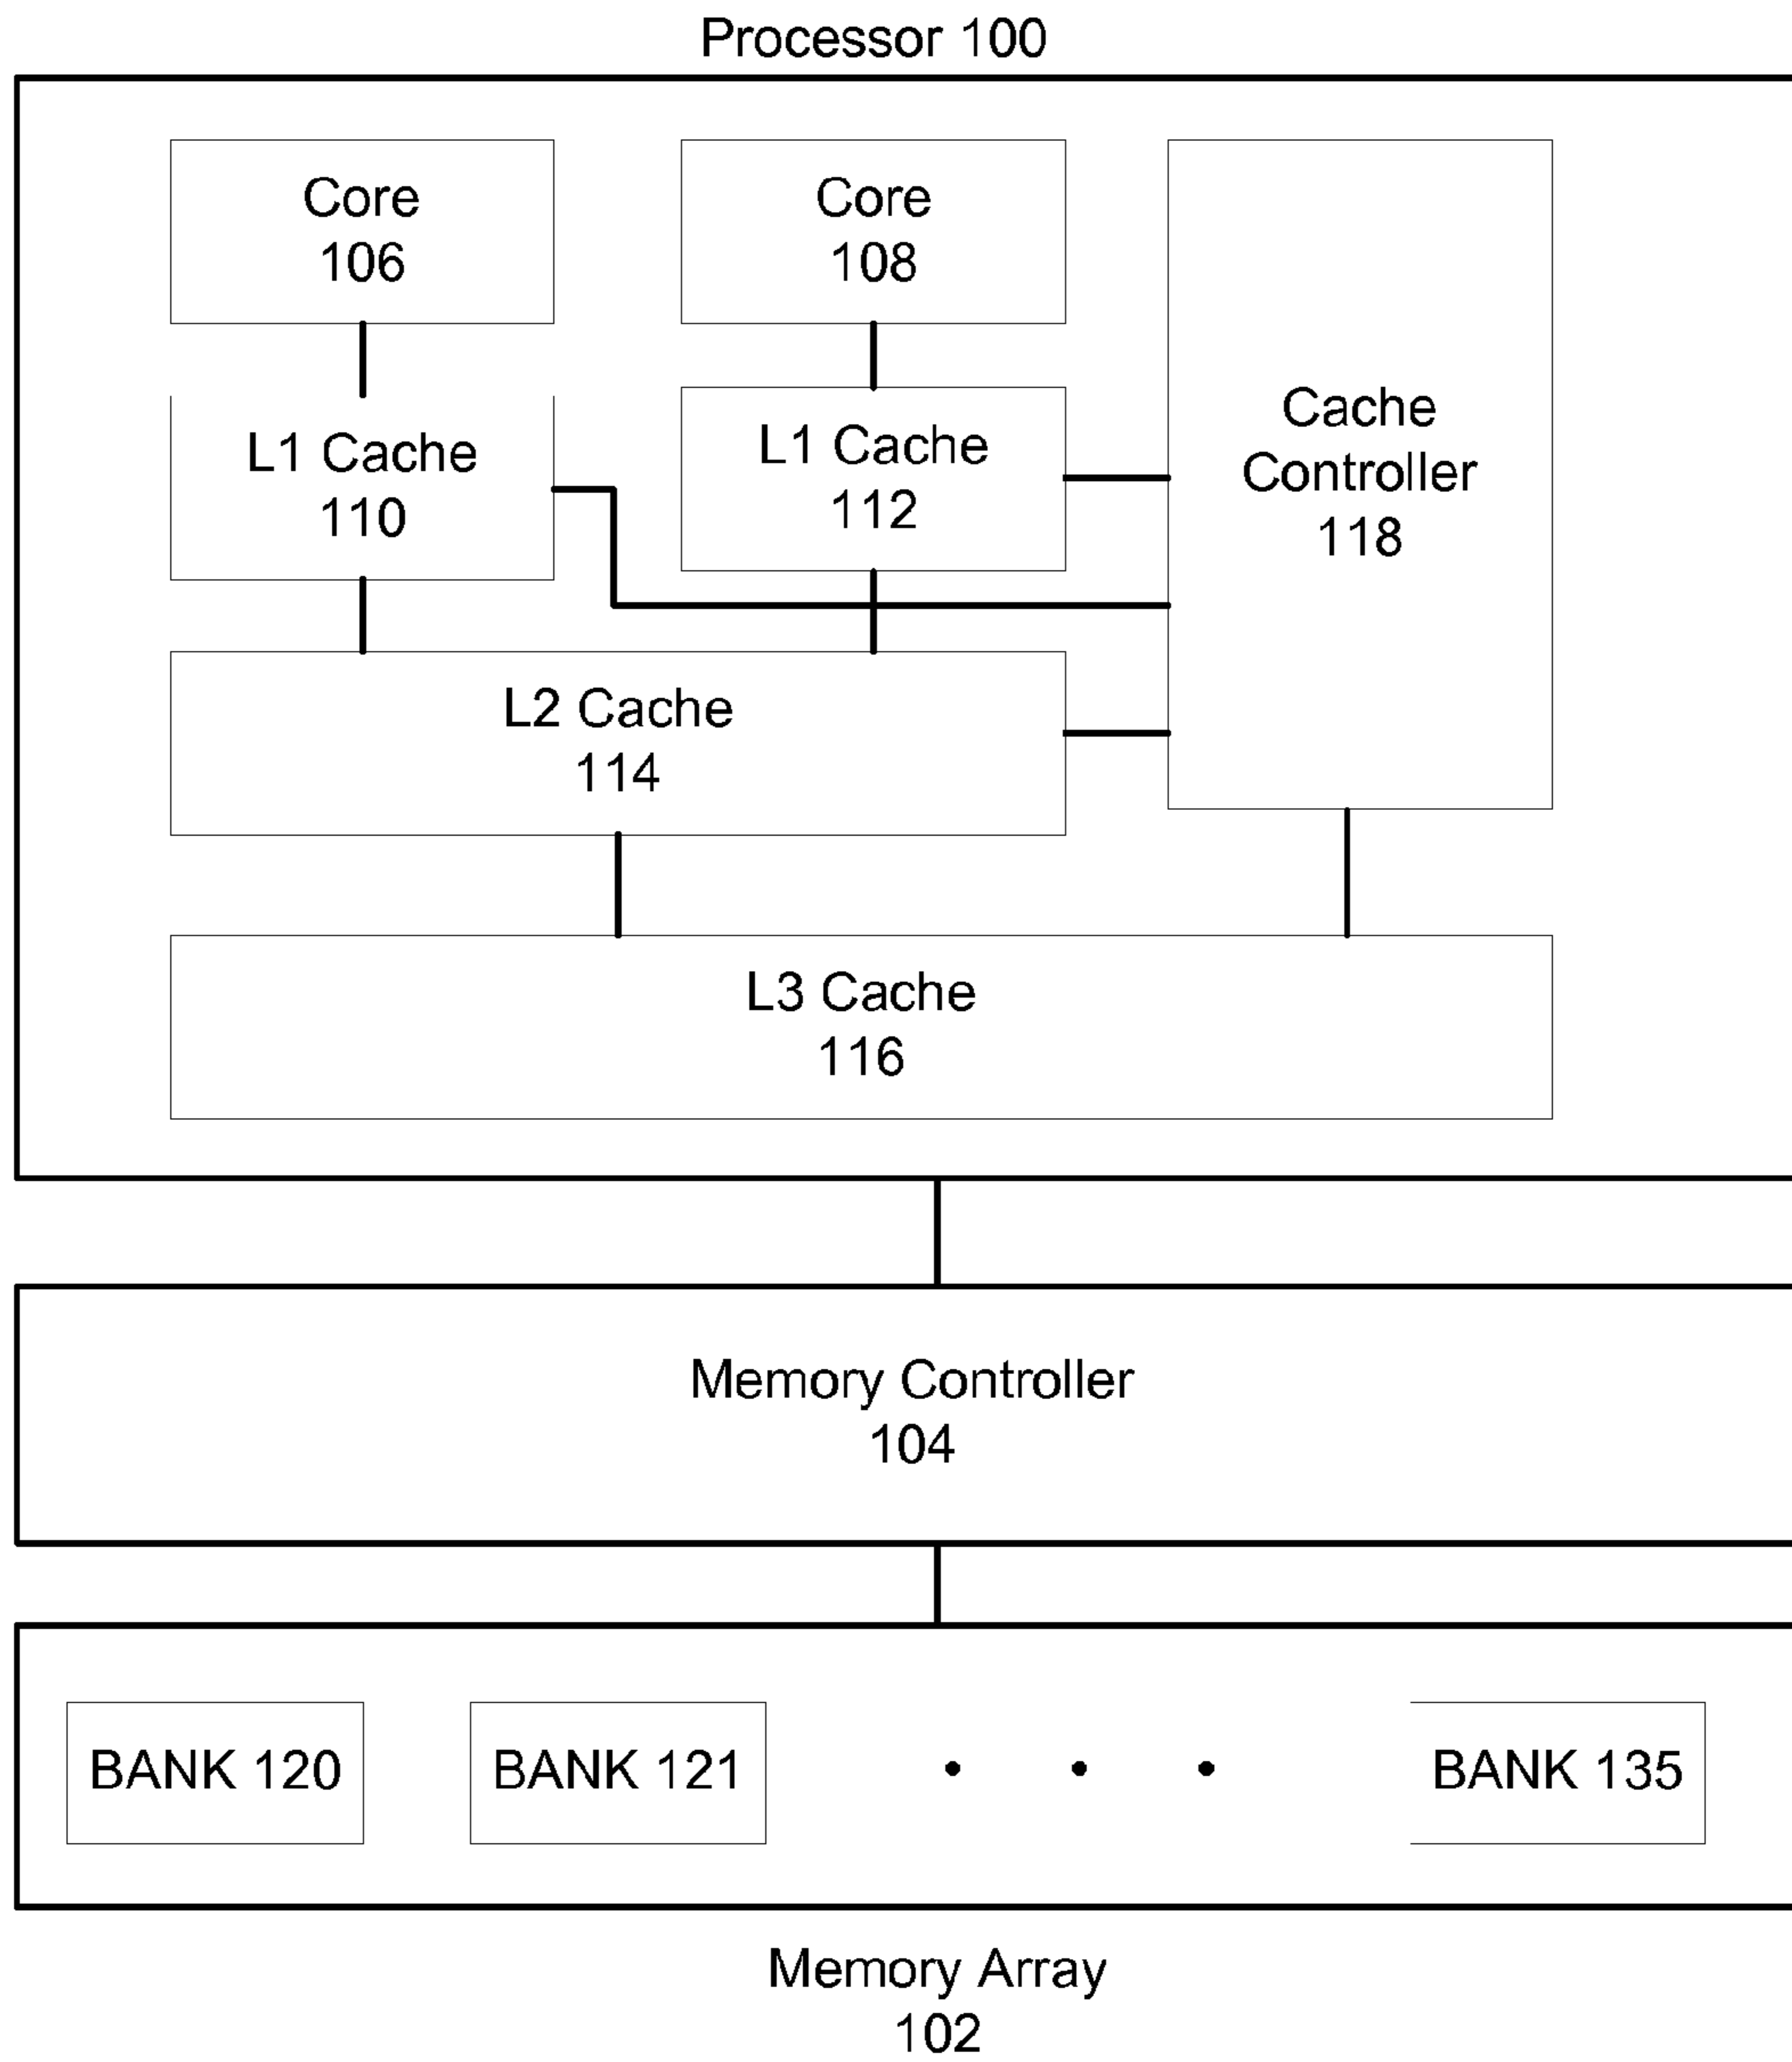 Processor 100
Core
106
Core
108
Cache
Controller
118
L1 Cache
110
L1 Cache
112
L2 Cache
114
L3 Cache
116
Memory Controller
104
BANK 120
BANK 121
BANK 135
Memory Array
102